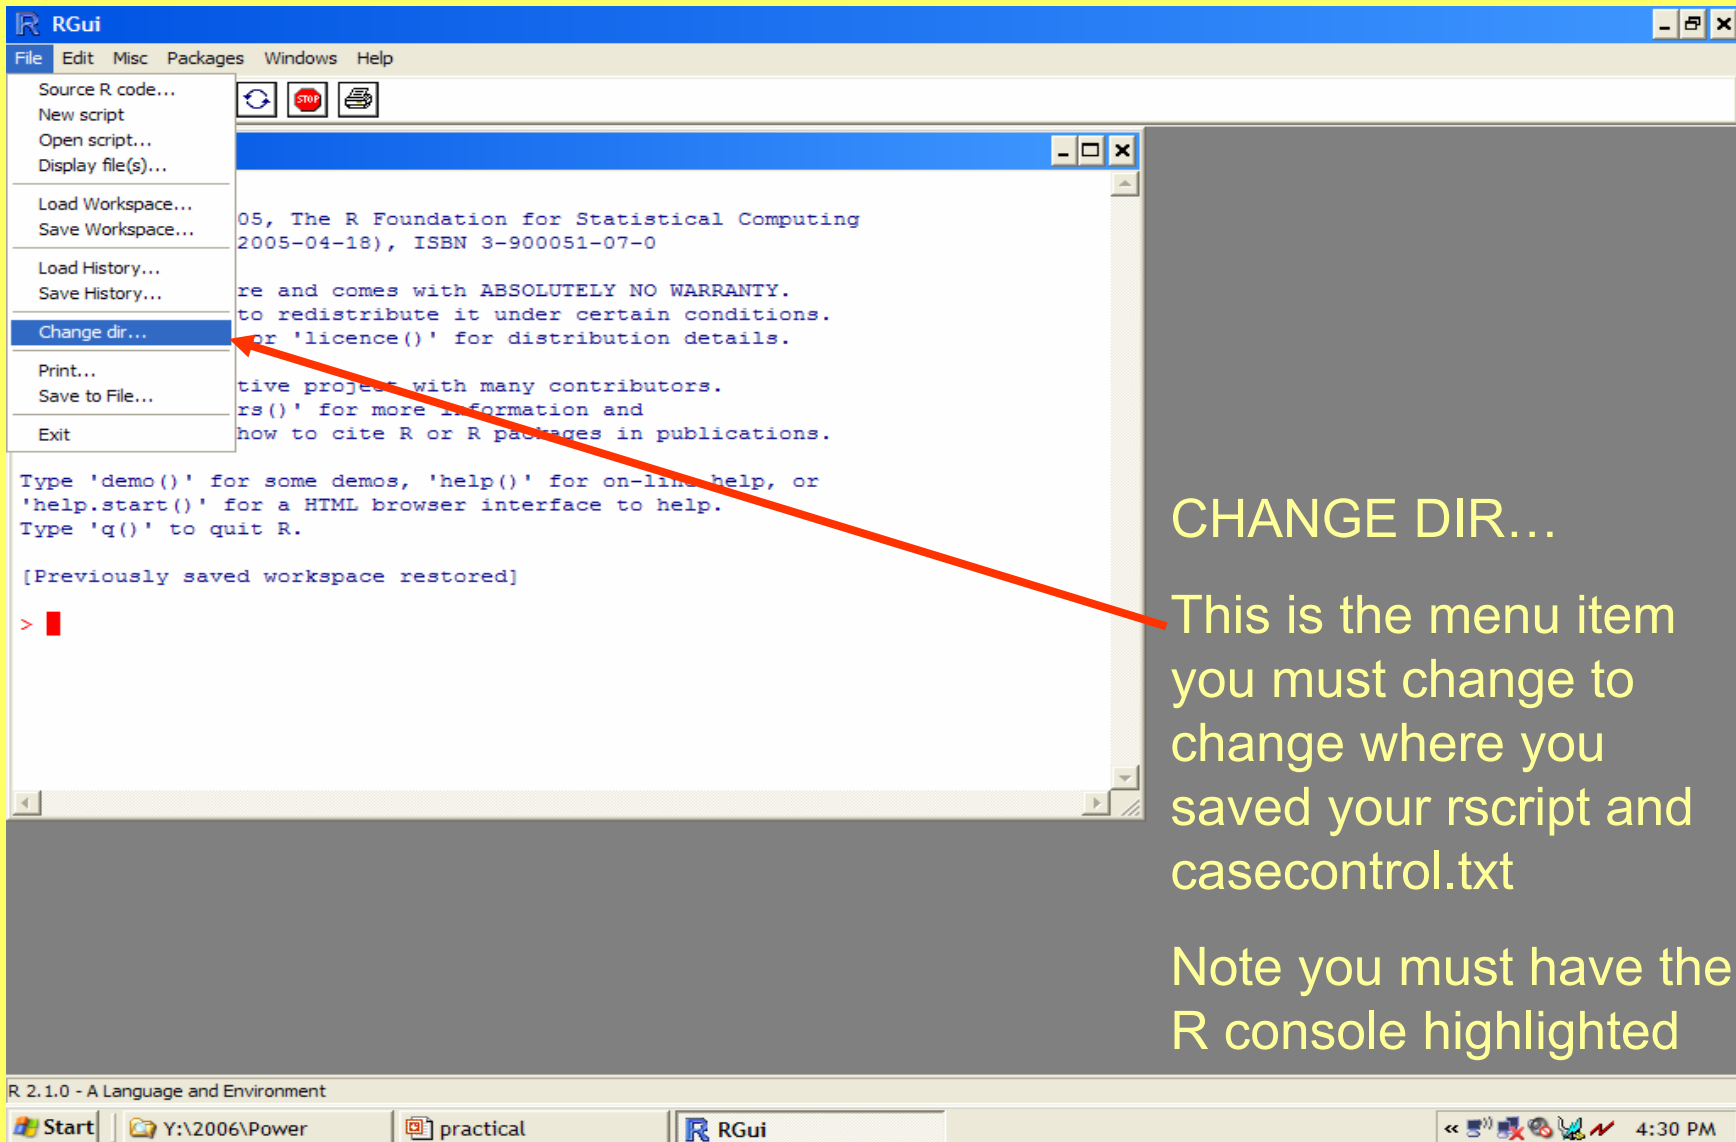 RGui
File Edit Misc Packages Windows Help
Source R code...
New script
Open script...
Display file(s)...
Load Workspace...
Save Workspace...
Load History...
Save History...
Change dir...
Print...
Save to File...
Exit
STOP
05, The R Foundation for Statistical Computing
2005-04-18), ISBN 3-900051-07-0
re and comes with ABSOLUTELY NO WARRANTY.
to redistribute it under certain conditions.
or 'licence()' for distribution details.
tive project with many contributors.
rs()' for more information and
how to cite R or R packages in publications.
Type 'demo()' for some demos, 'help()' for on-line help, or
'help.start()' for a HTML browser interface to help.
Type 'q()' to quit R.
[Previously saved workspace restored]
>
CHANGE DIR…
This is the menu item
you must change to
change where you
saved your rscript and
casecontrol.txt
Note you must have the
R console highlighted
R 2.1.0 - A Language and Environment
Start
Y:\2006\Power
practical
RGui
4:30 PM